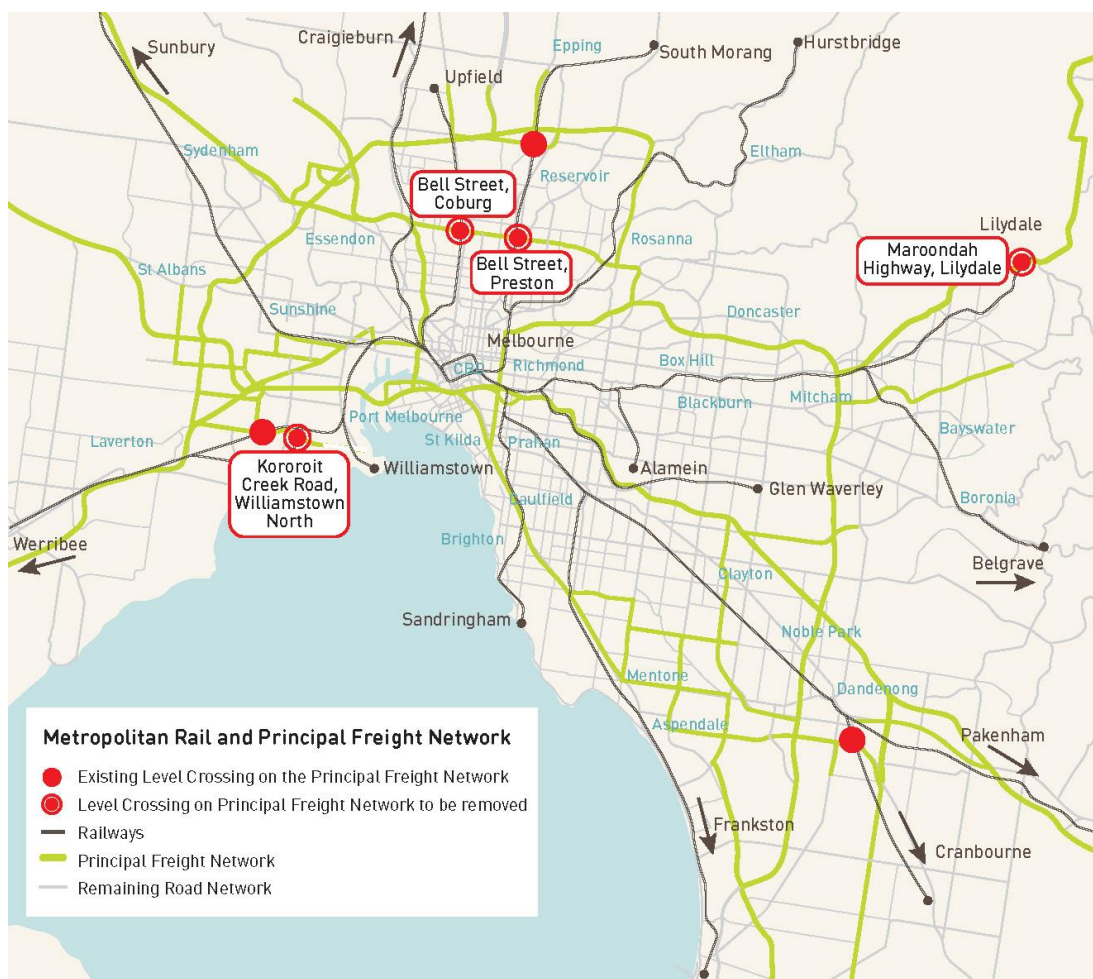 Sunbury
Craigieburn
Epping
South Morang
Hurstbridge
Upfield
Sydenham
Eltham
Reservoir
Bell Street,
Coburg
Essendon
Bell Street,
Preston
Rosanna
Lilydale
Maroondah
Highway, Lilydale
St Albans
Sunshine
Doncaster
Melbourne
CBD
Richmond
Box Hill
Mitcham
Blackburn
Port Melbourne
Bayswater
Laverton
St Kilda
Prahan
Williamstown
Alamein
Kororoit
Creek Road,
Williamstown
North
Glen Waverley
Caulfield
Boronia
Werribee
Brighton
Belgrave
Clayton
Sandringham
Noble Park
Mentone
Dandenong
Aspendale
Pakenham
Frankston
Cranbourne
Metropolitan Rail and Principal Freight Network
Existing Level Crossing on the Principal Freight Network
Level Crossing on Principal Freight Network to be removed
Railways
Principal Freight Network
Remaining Road Network